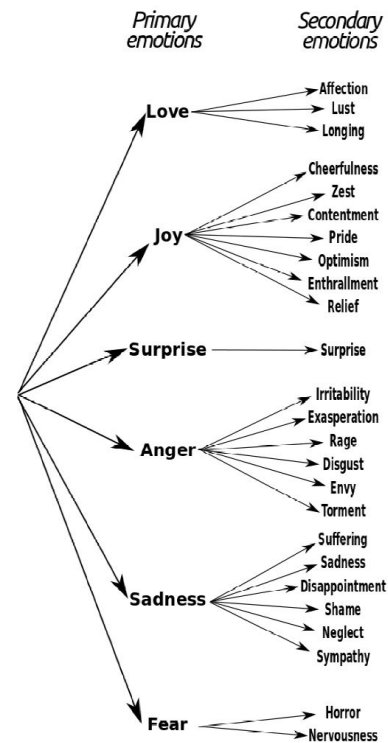 Primary emotions
Secondary emotions
Love
Affection
Lust
Longing
Joy
Cheerfulness
Zest
Contentment
Pride
Optimism
Enthrallment
Relief
Surprise
Surprise
Anger
Irritability
Exasperation
Rage
Disgust
Envy
Torment
Sadness
Suffering
Sadness
Disappointment
Shame
Neglect
Sympathy
Fear
Horror
Nervousness